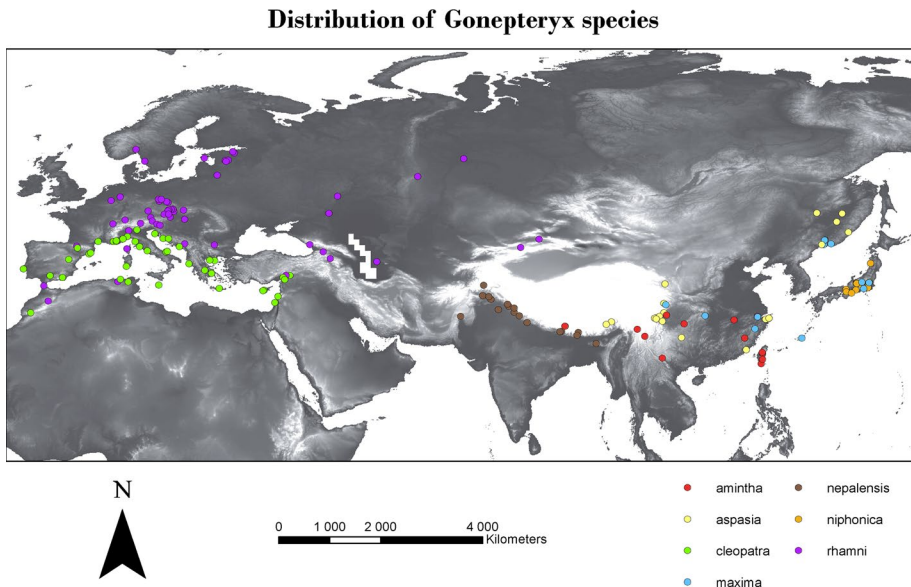 Distribution of Gonepteryx species
N
0 1 000 2 000 4 000
Kilometers
amintha
aspasia
cleopatra
maxima
nepalensis
niphonica
rhamni